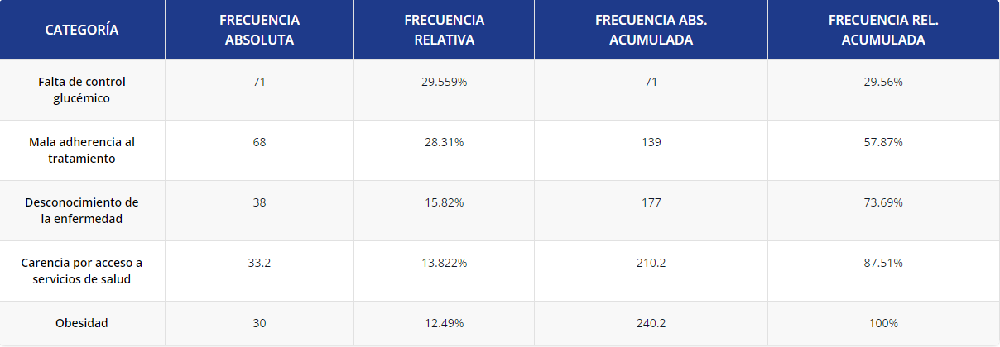 CATEGORÍA
FRECUENCIA
ABSOLUTA
FRECUENCIA
RELATIVA
FRECUENCIA ABS.
ACUMULADA
FRECUENCIA REL.
ACUMULADA
Falta de control
glucémico
71
29.559%
71
29.56%
Mala adherencia al
tratamiento
68
28.31%
139
57.87%
Desconocimiento de
la enfermedad
38
15.82%
177
73.69%
Carencia por acceso a
servicios de salud
33.2
13.822%
210.2
87.51%
Obesidad
30
12.49%
240.2
100%